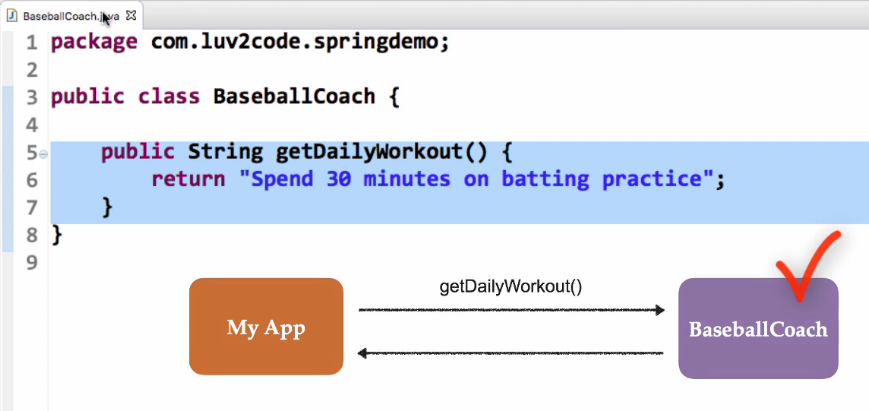 BaseballCoach.java
1 package com.luv2code.springdemo;
2
3 public class BaseballCoach {
4
5 public String getDailyWorkout() {
6 return "Spend 30 minutes on batting practice";
7 }
8 }
9
getDailyWorkout()
My App
BaseballCoach